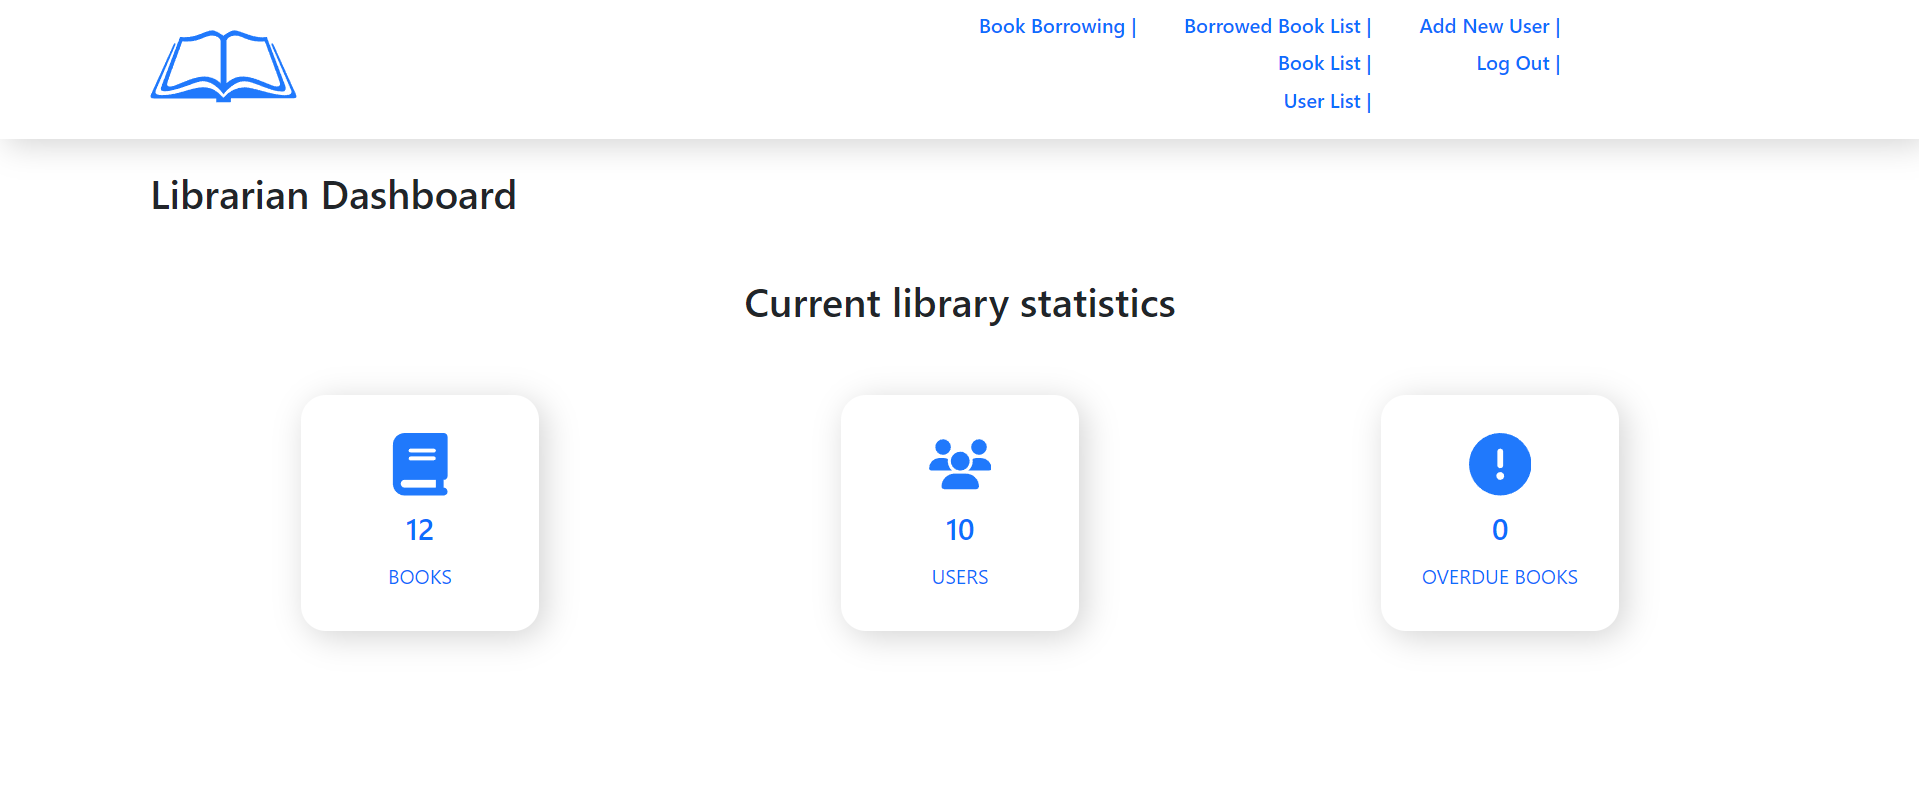 Book Borrowing | Borrowed Book List | Add New User |
Book List | Log Out |
User List |
Librarian Dashboard
Current library statistics
12 10 0
BOOKS USERS OVERDUE BOOKS